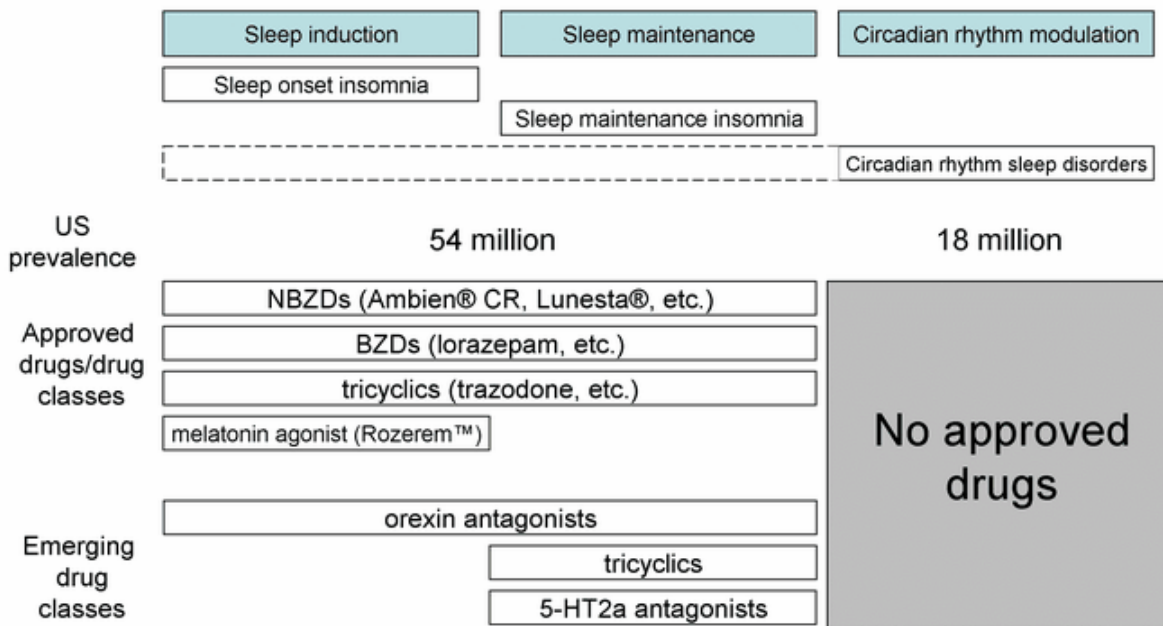 Sleep induction
Sleep maintenance
Circadian rhythm modulation
Sleep onset insomnia
Sleep maintenance insomnia
Circadian rhythm sleep disorders
US
prevalence
54 million
18 million
Approved
drugs/drug
classes
NBZDs (Ambien® CR, Lunesta®, etc.)
BZDs (lorazepam, etc.)
tricyclics (trazodone, etc.)
melatonin agonist (Rozerem™)
No approved
drugs
Emerging
drug
classes
orexin antagonists
tricyclics
5-HT2a antagonists